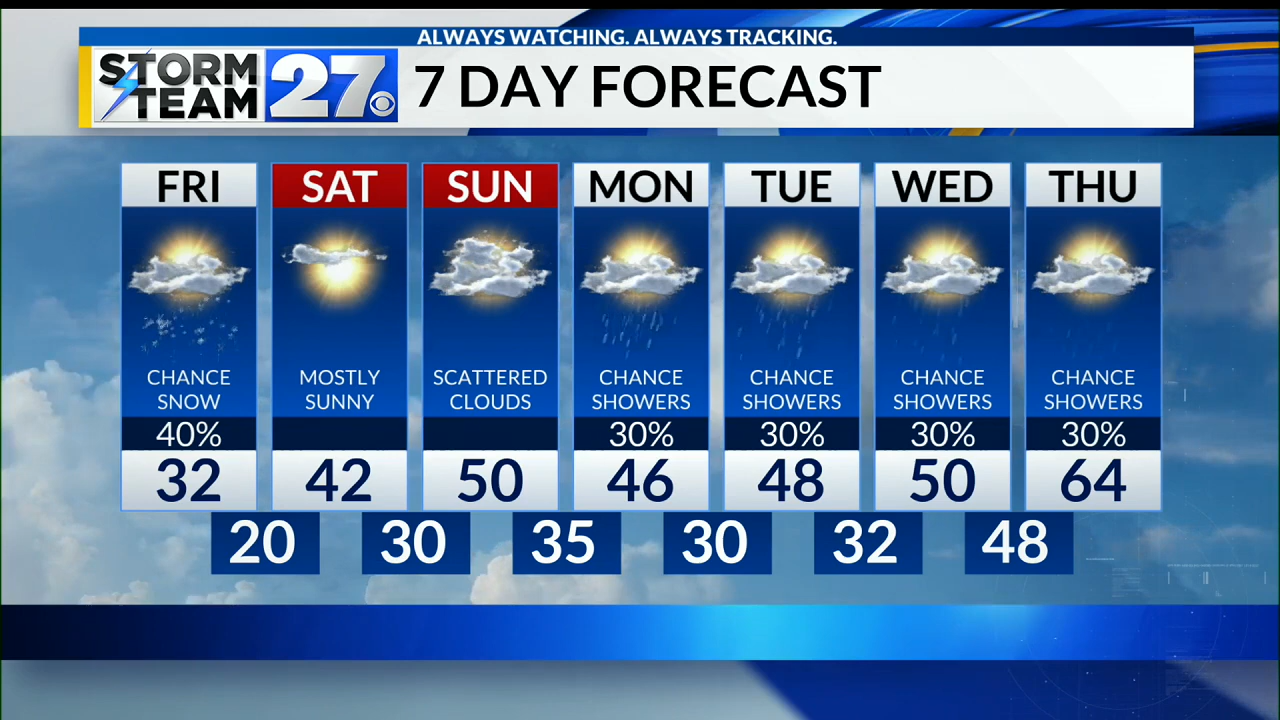 ALWAYS WATCHING. ALWAYS TRACKING.
STORM
TEAM
27
7 DAY FORECAST
FRI SAT SUN MON TUE WED THU
CHANCE SNOW
MOSTLY SUNNY
SCATTERED CLOUDS
CHANCE SHOWERS
CHANCE SHOWERS
CHANCE SHOWERS
CHANCE SHOWERS
40% 30% 30% 30% 30%
32 42 50 46 48 50 64
20 30 35 30 32 48